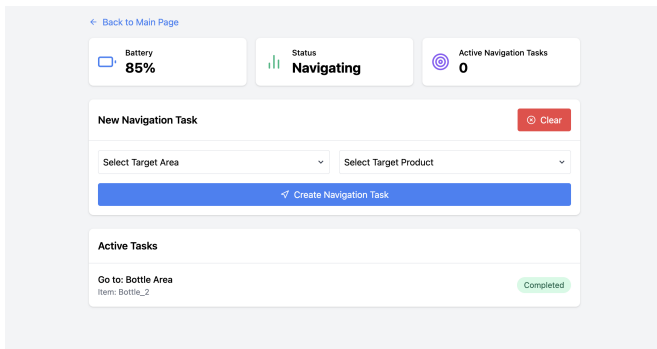 Back to Main Page
Battery
85%
Status
Navigating
Active Navigation Tasks
0
New Navigation Task
Clear
Select Target Area
Select Target Product
Create Navigation Task
Active Tasks
Go to: Bottle Area
Item: Bottle_2
Completed